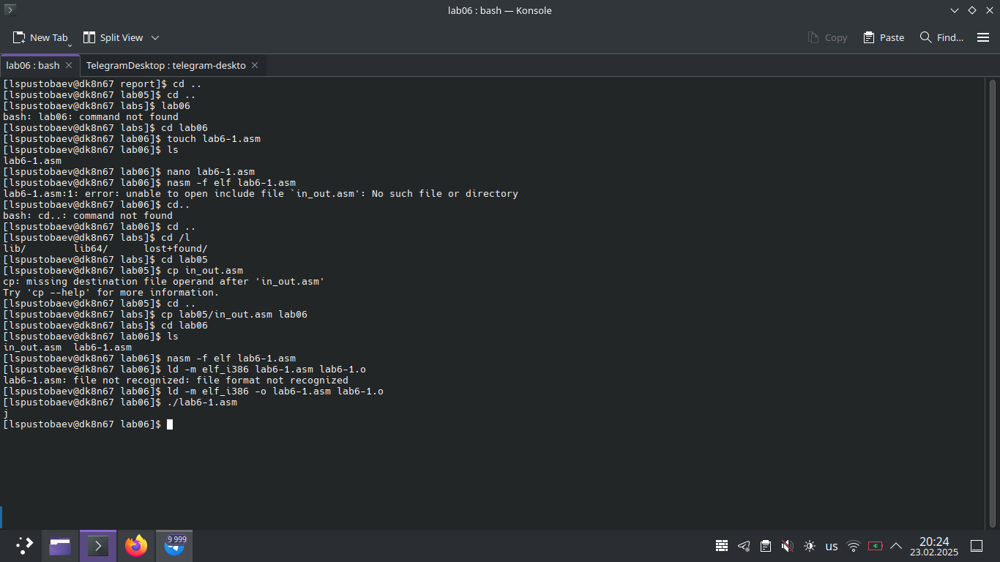 lab06 : bash — Konsole
New Tab
Split View
Copy
Paste
Find...
lab06 : bash
TelegramDesktop : telegram-deskto
[lspustobaev@dk8n67 report]$ cd ..
[lspustobaev@dk8n67 lab05]$ cd ..
[lspustobaev@dk8n67 labs]$ lab06
bash: lab06: command not found
[lspustobaev@dk8n67 labs]$ cd lab06
[lspustobaev@dk8n67 lab06]$ touch lab6-1.asm
[lspustobaev@dk8n67 lab06]$ ls
lab6-1.asm
[lspustobaev@dk8n67 lab06]$ nano lab6-1.asm
[lspustobaev@dk8n67 lab06]$ nasm -f elf lab6-1.asm
lab6-1.asm:1: error: unable to open include file `in_out.asm': No such file or directory
[lspustobaev@dk8n67 lab06]$ cd..
bash: cd..: command not found
[lspustobaev@dk8n67 lab06]$ cd ..
[lspustobaev@dk8n67 labs]$ cd /l
lib/        lib64/      lost+found/
[lspustobaev@dk8n67 labs]$ cd lab05
[lspustobaev@dk8n67 lab05]$ cp in_out.asm
cp: missing destination file operand after 'in_out.asm'
Try 'cp --help' for more information.
[lspustobaev@dk8n67 lab05]$ cd ..
[lspustobaev@dk8n67 labs]$ cp lab05/in_out.asm lab06
[lspustobaev@dk8n67 labs]$ cd lab06
[lspustobaev@dk8n67 lab06]$ ls
in_out.asm  lab6-1.asm
[lspustobaev@dk8n67 lab06]$ nasm -f elf lab6-1.asm
[lspustobaev@dk8n67 lab06]$ ld -m elf_i386 lab6-1.asm lab6-1.o
lab6-1.asm: file not recognized: file format not recognized
[lspustobaev@dk8n67 lab06]$ ld -m elf_i386 -o lab6-1.asm lab6-1.o
[lspustobaev@dk8n67 lab06]$ ./lab6-1.asm
j
[lspustobaev@dk8n67 lab06]$
9 999
us
20:24
23.02.2025